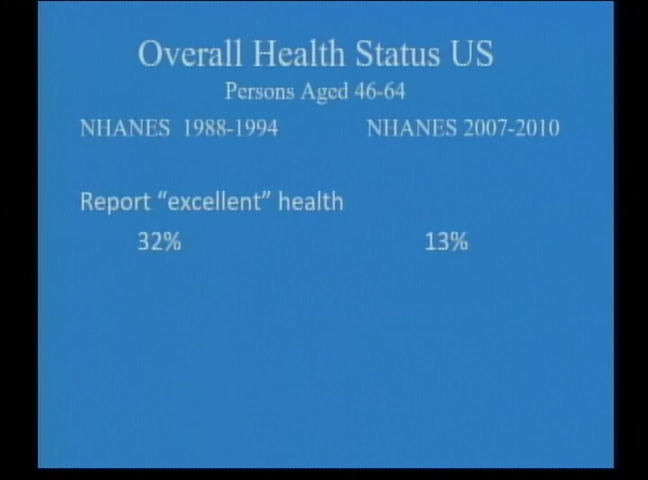 Overall Health Status US
Persons Aged 46-64
NHANES 1988-1994 NHANES 2007-2010
Report “excellent” health
32% 13%